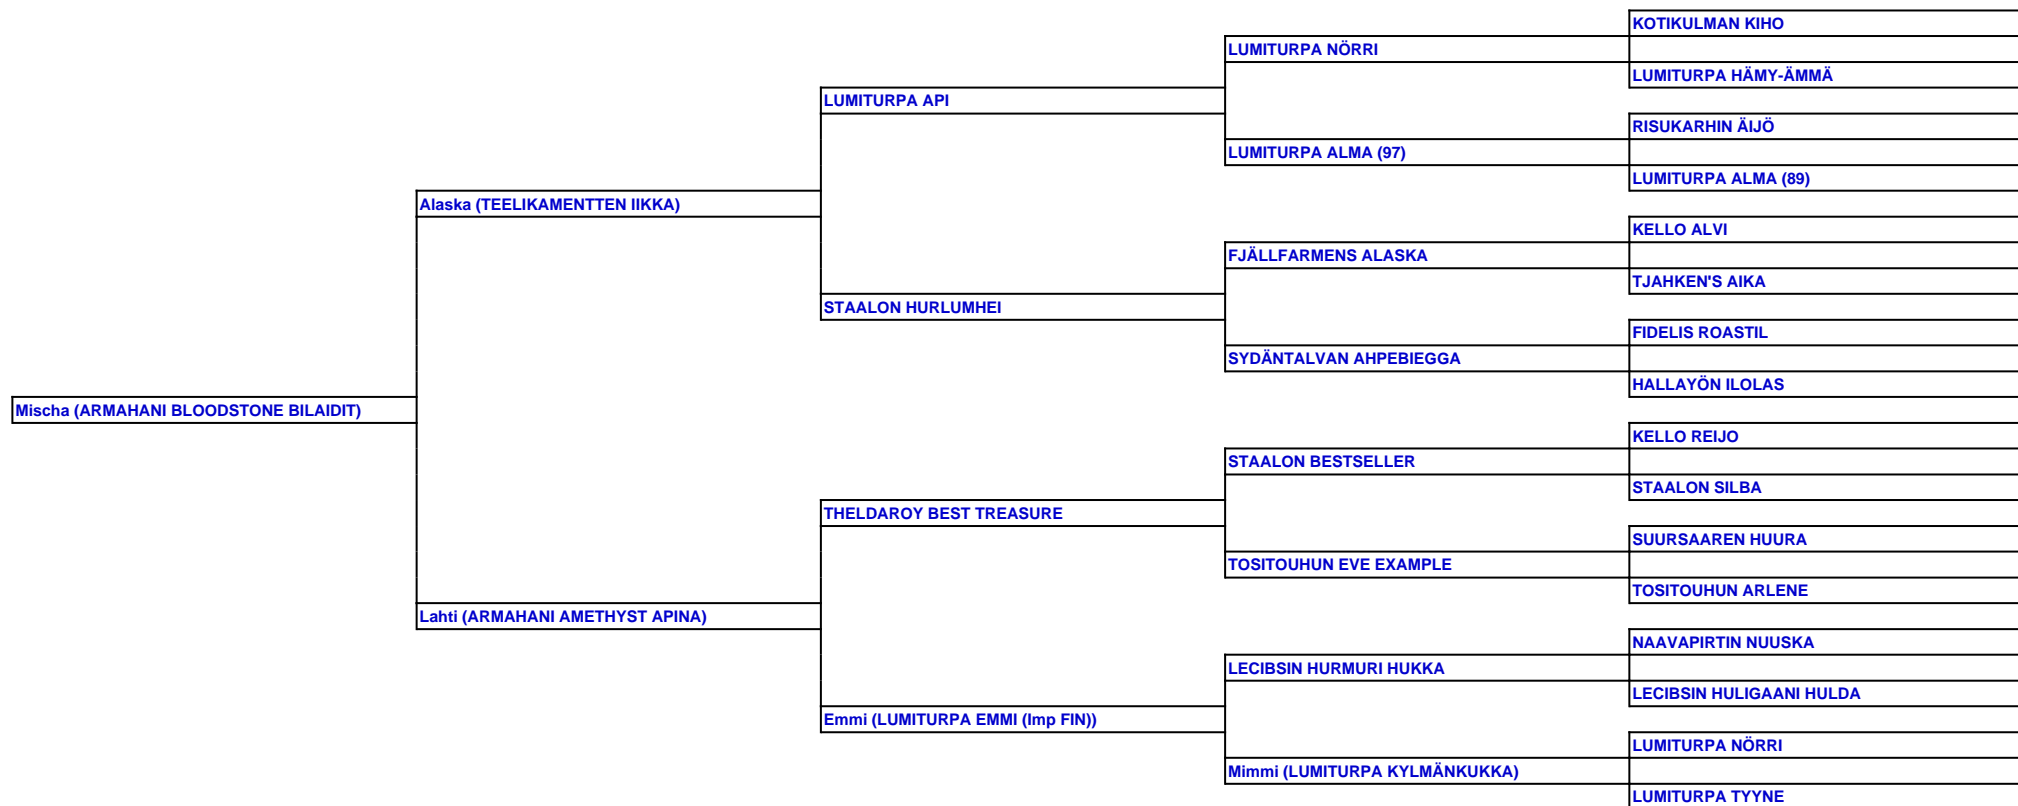 KOTIKULMAN KIHO
LUMITURPA NÖRRI
LUMITURPA HÄMY-ÄMMÄ
LUMITURPA API
RISUKARHIN ÄIJÖ
LUMITURPA ALMA (97)
LUMITURPA ALMA (89)
Alaska (TEELIKAMENTTEN IIKKA)
KELLO ALVI
FJÄLLFARMENS ALASKA
TJAHKEN'S AIKA
STAALON HURLUMHEI
FIDELIS ROASTIL
SYDÄNTALVAN AHPEBIEGGA
HALLAYÖN ILOLAS
Mischa (ARMAHANI BLOODSTONE BILAIDIT)
KELLO REIJO
STAALON BESTSELLER
STAALON SILBA
THELDAROY BEST TREASURE
SUURSAAREN HUURA
TOSITOUHUN EVE EXAMPLE
TOSITOUHUN ARLENE
Lahti (ARMAHANI AMETHYST APINA)
NAAVAPIRTIN NUUSKA
LECIBSIN HURMURI HUKKA
LECIBSIN HULIGAANI HULDA
Emmi (LUMITURPA EMMI (Imp FIN))
LUMITURPA NÖRRI
Mimmi (LUMITURPA KYLMÄNKUKKA)
LUMITURPA TYYNE